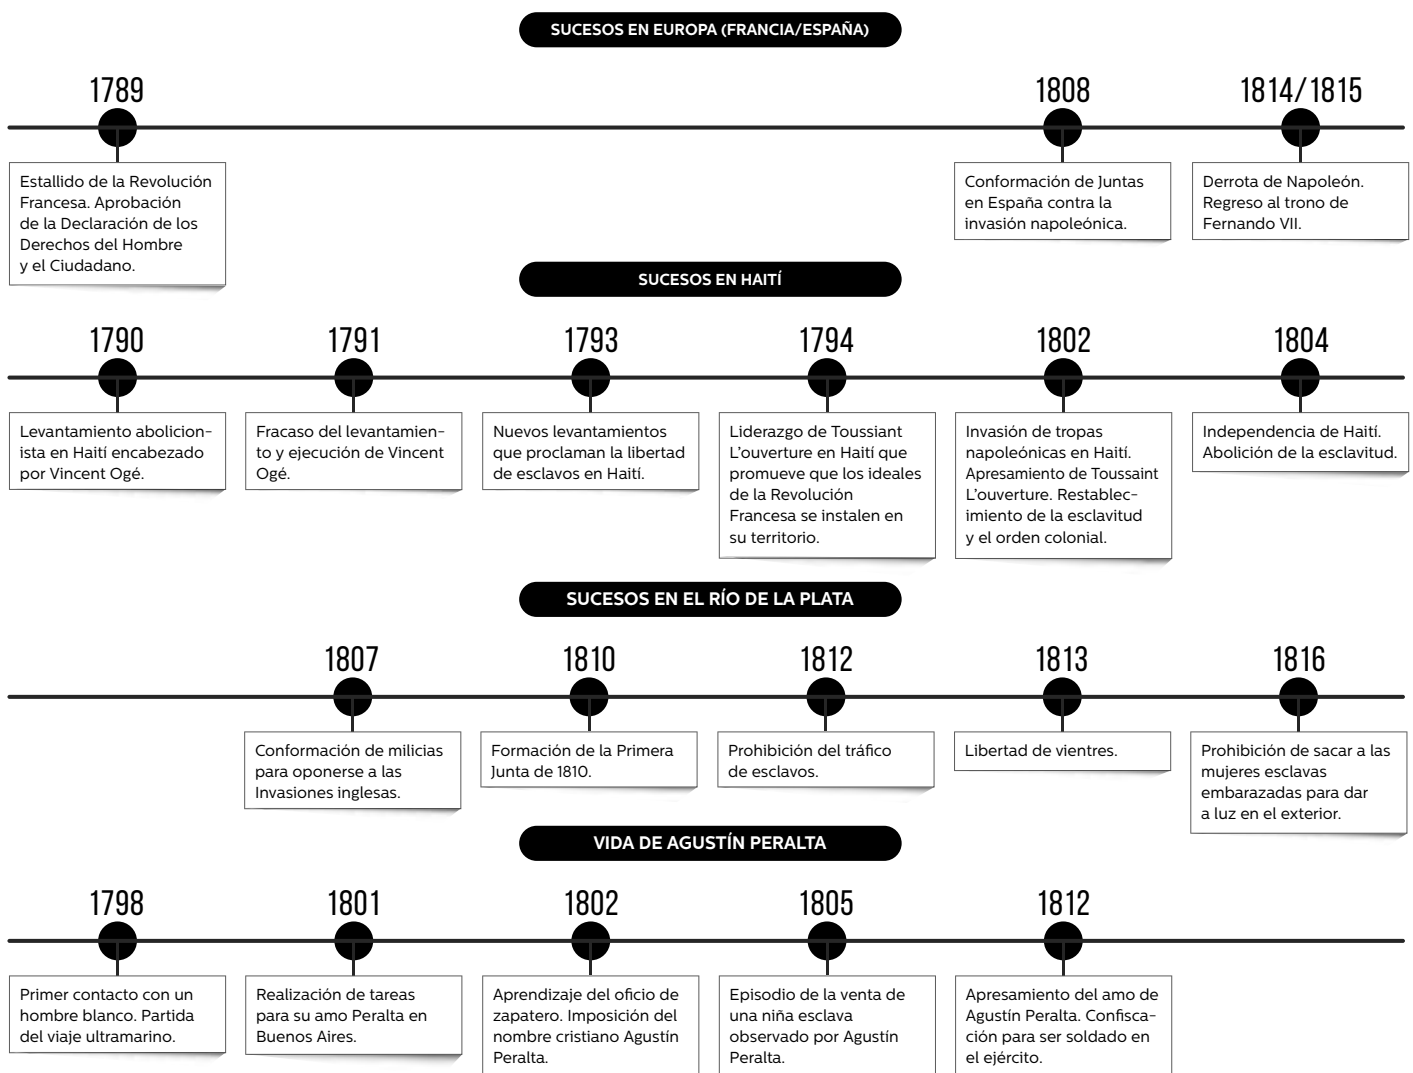 SUCESOS EN EUROPA (FRANCIA/ESPAÑA)
1789
Estallido de la Revolución
Francesa. Aprobación
de la Declaración de los
Derechos del Hombre
y el Ciudadano.
1808
Conformación de Juntas
en España contra la
invasión napoleónica.
1814/1815
Derrota de Napoleón.
Regreso al trono de
Fernando VII.
SUCESOS EN HAITÍ
1790
Levantamiento abolicion-
ista en Haití encabezado
por Vincent Ogé.
1791
Fracaso del levantamien-
to y ejecución de Vincent
Ogé.
1793
Nuevos levantamientos
que proclaman la libertad
de esclavos en Haití.
1794
Liderazgo de Toussiant
L'ouverture en Haití que
promueve que los ideales
de la Revolución
Francesa se instalen en
su territorio.
1802
Invasión de tropas
napoleónicas en Haití.
Apresamiento de Toussaint
L'ouverture. Restablec-
imiento de la esclavitud
y el orden colonial.
1804
Independencia de Haití.
Abolición de la esclavitud.
SUCESOS EN EL RÍO DE LA PLATA
1807
Conformación de milicias
para oponerse a las
Invasiones inglesas.
1810
Formación de la Primera
Junta de 1810.
1812
Prohibición del tráfico
de esclavos.
1813
Libertad de vientres.
1816
Prohibición de sacar a las
mujeres esclavas
embarazadas para dar
a luz en el exterior.
VIDA DE AGUSTÍN PERALTA
1798
Primer contacto con un
hombre blanco. Partida
del viaje ultramarino.
1801
Realización de tareas
para su amo Peralta en
Buenos Aires.
1802
Aprendizaje del oficio de
zapatero. Imposición del
nombre cristiano Agustín
Peralta.
1805
Episodio de la venta de
una niña esclava
observado por Agustín
Peralta.
1812
Apresamiento del amo de
Agustín Peralta. Confisca-
ción para ser soldado en
el ejército.